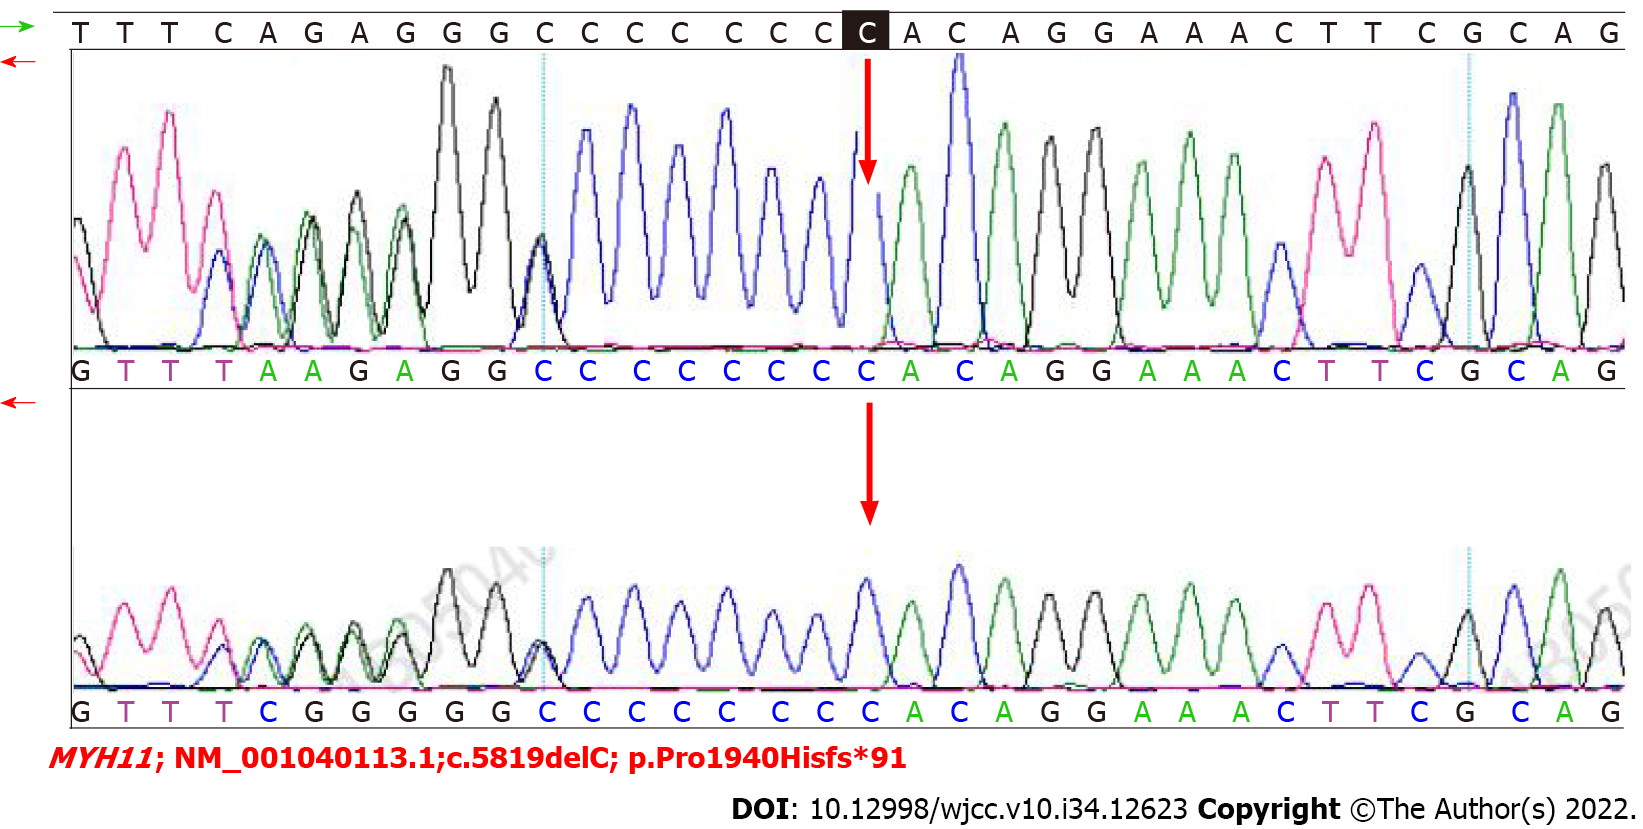 T T T C A G A G G G C C C C C C C C A C A G G A A A C T T C G C A G
G T T T A A G A G G C C C C C C C C A C A G G A A A C T T C G C A G
G T T T C G G G G G C C C C C C C C A C A G G A A A C T T C G C A G
MYH11; NM_001040113.1;c.5819delC; p.Pro1940Hisfs*91
DOI: 10.12998/wjcc.v10.i34.12623 Copyright ©The Author(s) 2022.